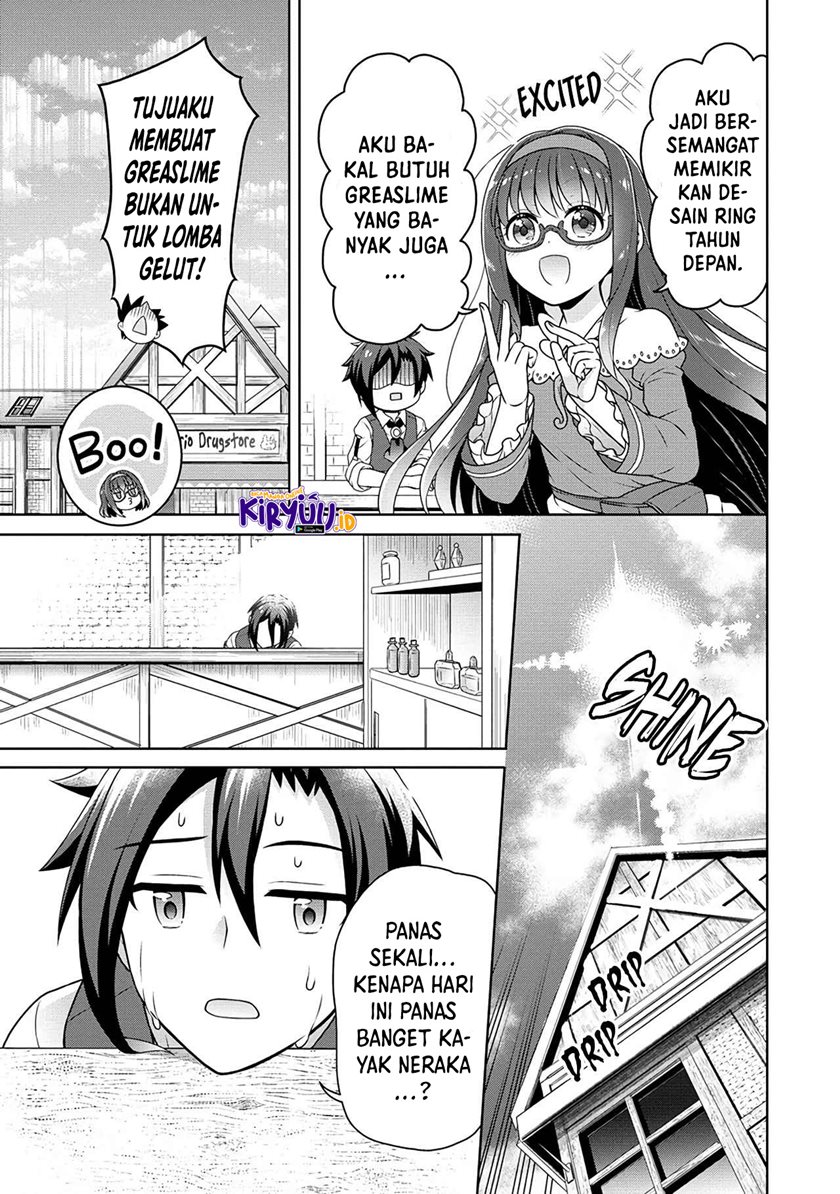 AKU
JADI BER-
SEMANGAT
MEMIKIR
KAN DE-
SAIN RING
TAHUN
DEPAN.
EXCITED
AKU BA-
KAL BUTUH
GREASLIME
YANG BA-
NYAK JUGA
...
TUJUAKU
MEMBUAT
GREASLIME
BUKAN UN-
TUK LOMBA
GELUT!
BOO!
rio Drugstore
KIRYUU.id
SHINE
DRIP
DRIP
PANAS
SEKALI...
KENAPA HARI
INI PANAS
BANGET KA-
YAK NERAKA
...?